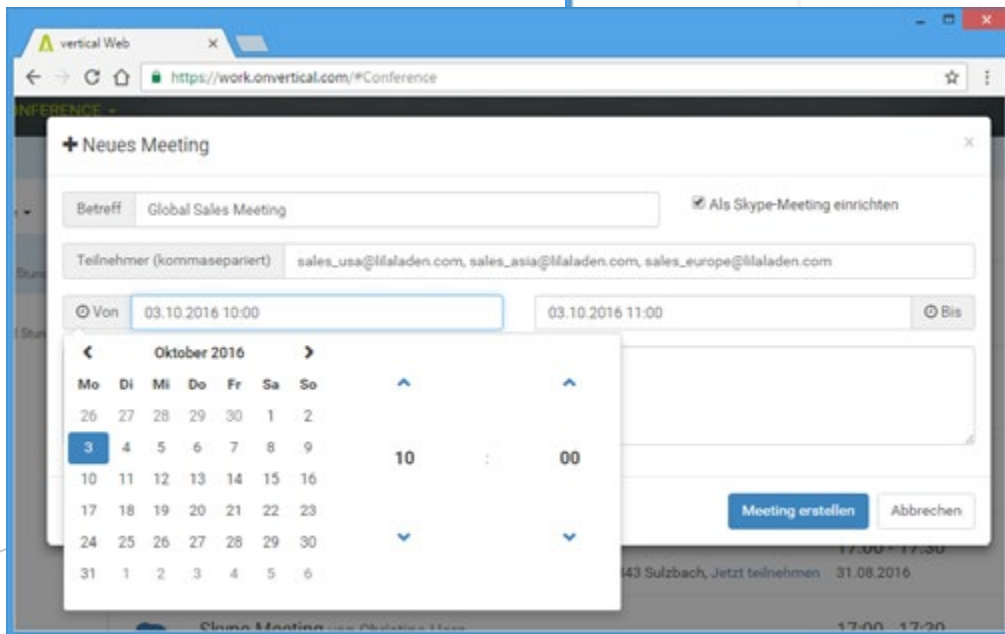 vertical Web
https://work.onvertical.com/#Conference
CONFERENCE
Neues Meeting
Betreff Global Sales Meeting Als Skype-Meeting einrichten
Teilnehmer (kommasepariert) sales_usa@lilaladen.com, sales_asia@lilaladen.com, sales_europe@lilaladen.com
Von 03.10.2016 10:00 03.10.2016 11:00 Bis
Oktober 2016
Mo Di Mi Do Fr Sa So
26 27 28 29 30 1 2
3 4 5 6 7 8 9
10 : 00
10 11 12 13 14 15 16
17 18 19 20 21 22 23
Meeting erstellen Abbrechen
24 25 26 27 28 29 30
17:00 - 17:30
31 1 2 3 4 5 6
Sulzbach, Jetzt teilnehmen 31.08.2016
Skype Meeting von Christine 17:00 - 17:20